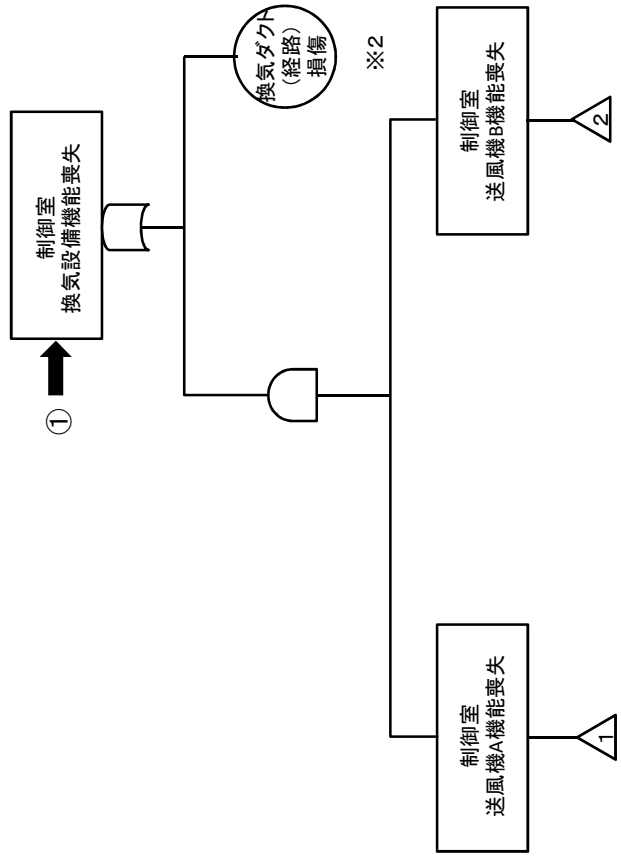 ①
制御室
換気設備機能喪失
換気ダクト
(経路)
損傷
※2
制御室
送風機A機能喪失
1
制御室
送風機B機能喪失
2